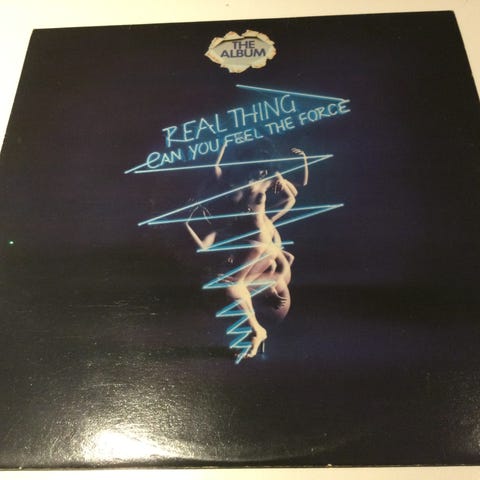 THE
ALBUM
REAL THING
CAN YOU FEEL THE FORCE